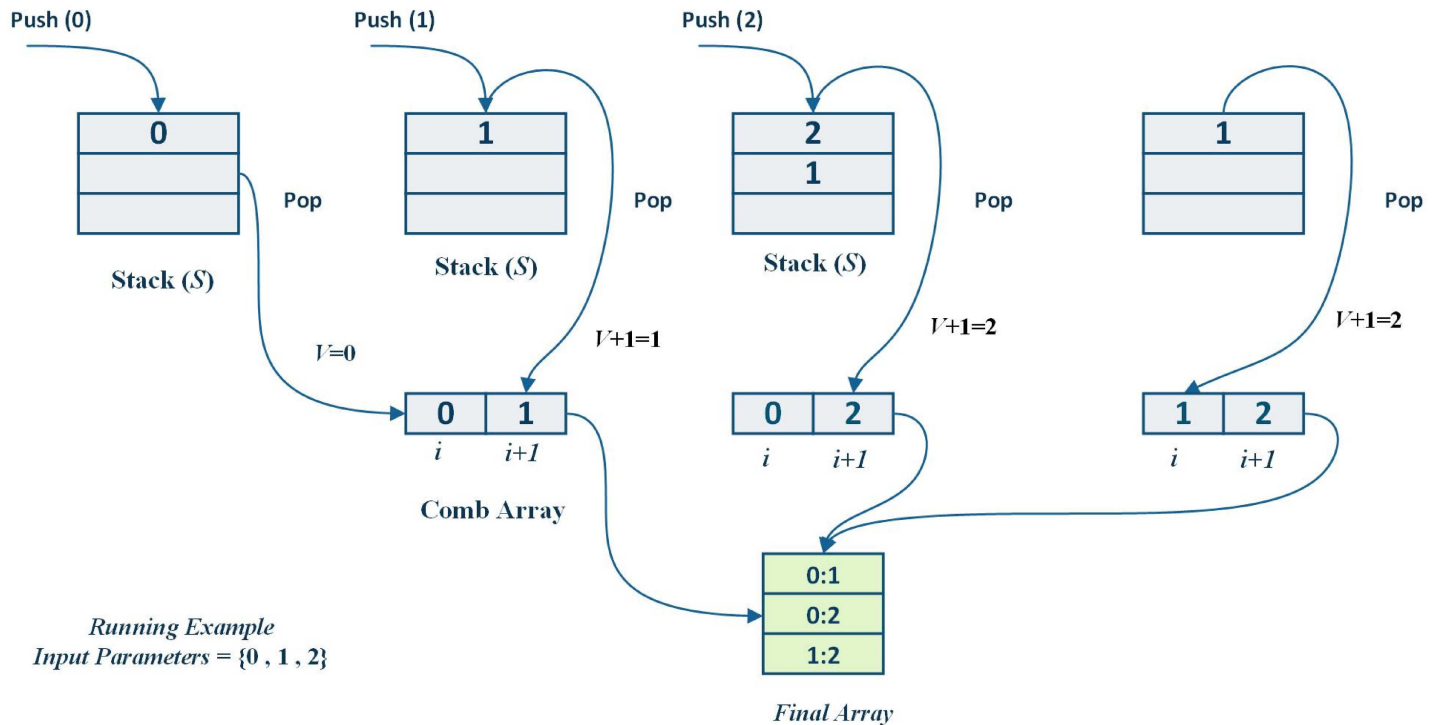 Push (0)
Push (1)
Push (2)
0
1
2
1
1
Pop
Pop
Pop
Pop
Stack (S)
Stack (S)
Stack (S)
V=0
V+1=1
V+1=2
V+1=2
0 1
0 2
1 2
i i+1
i i+1
i i+1
Comb Array
0:1
0:2
1:2
Running Example
Input Parameters = {0 , 1 , 2}
Final Array